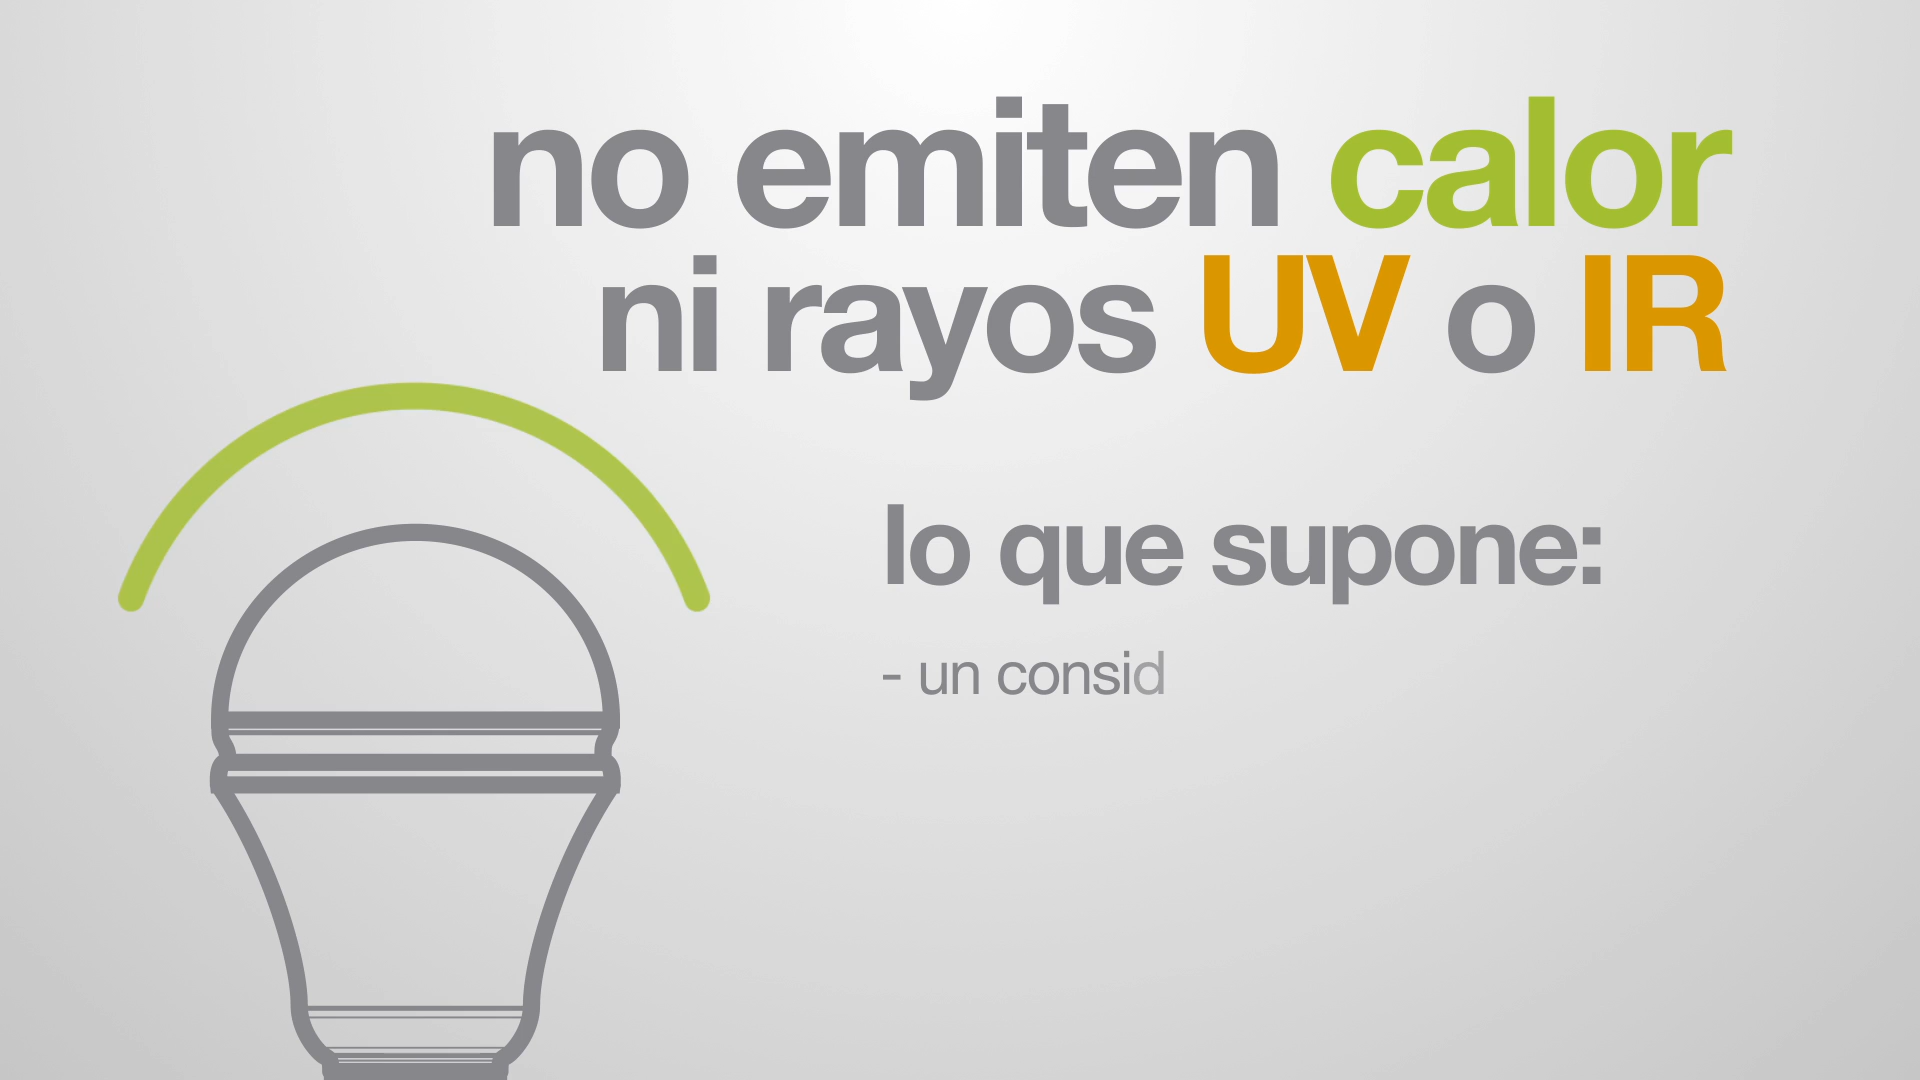 no emiten calor
ni rayos UV o IR
lo que supone:
- un consid